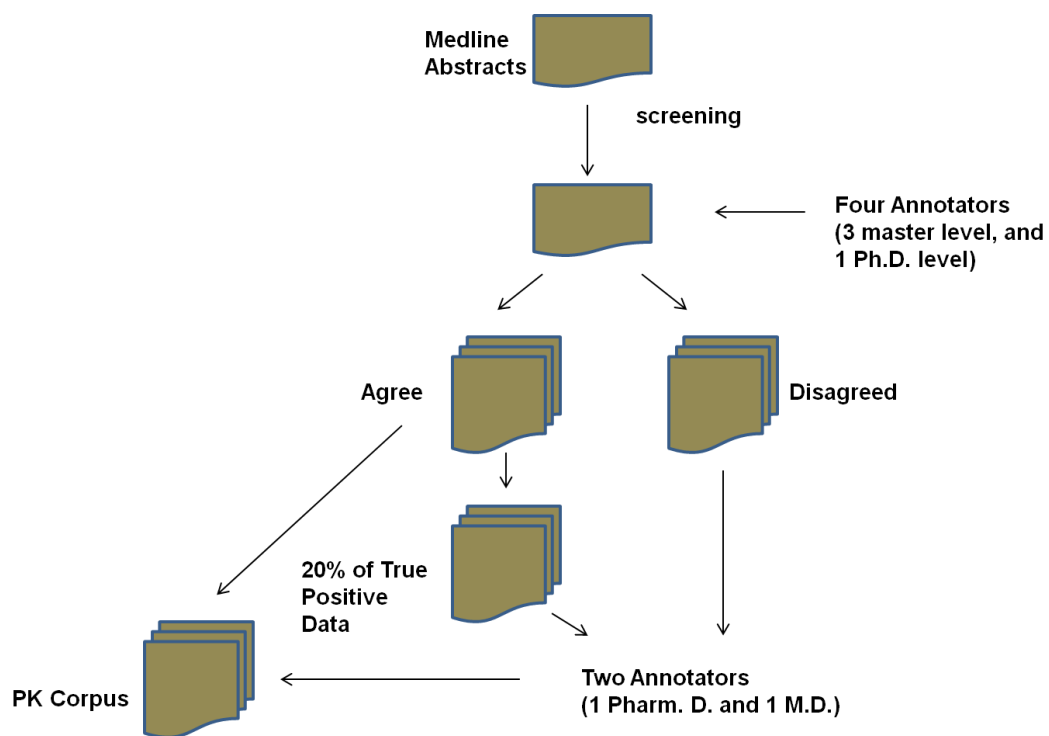 Medline
Abstracts
screening
Four Annotators
(3 master level, and
1 Ph.D. level)
Agree
Disagreed
20% of True
Positive
Data
Two Annotators
(1 Pharm. D. and 1 M.D.)
PK Corpus